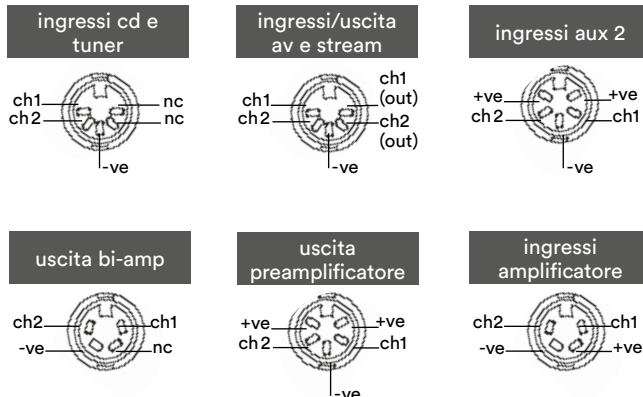 ingressi cd e
tuner
ch1
nc
ch2
nc
-ve
ingressi/uscita
av e stream
ch1
ch1
(out)
ch2
ch2
(out)
-ve
ingressi aux 2
+ve
+ve
ch2
ch1
-ve
uscita bi-amp
ch2
ch1
-ve
nc
uscita
preamplificatore
+ve
+ve
ch2
ch1
-ve
ingressi
amplificatore
ch2
ch1
-ve
+ve